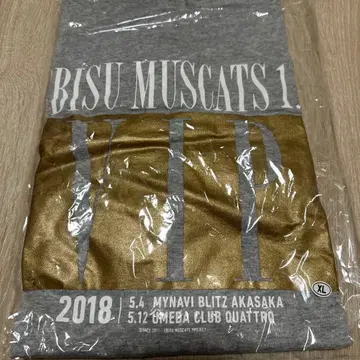 BISU MUSCATS 1.
VIP
2018 5.4 MYNAVI BLITZ AKASAKA
5.12 UMEDA CLUB QUATTRO
XL